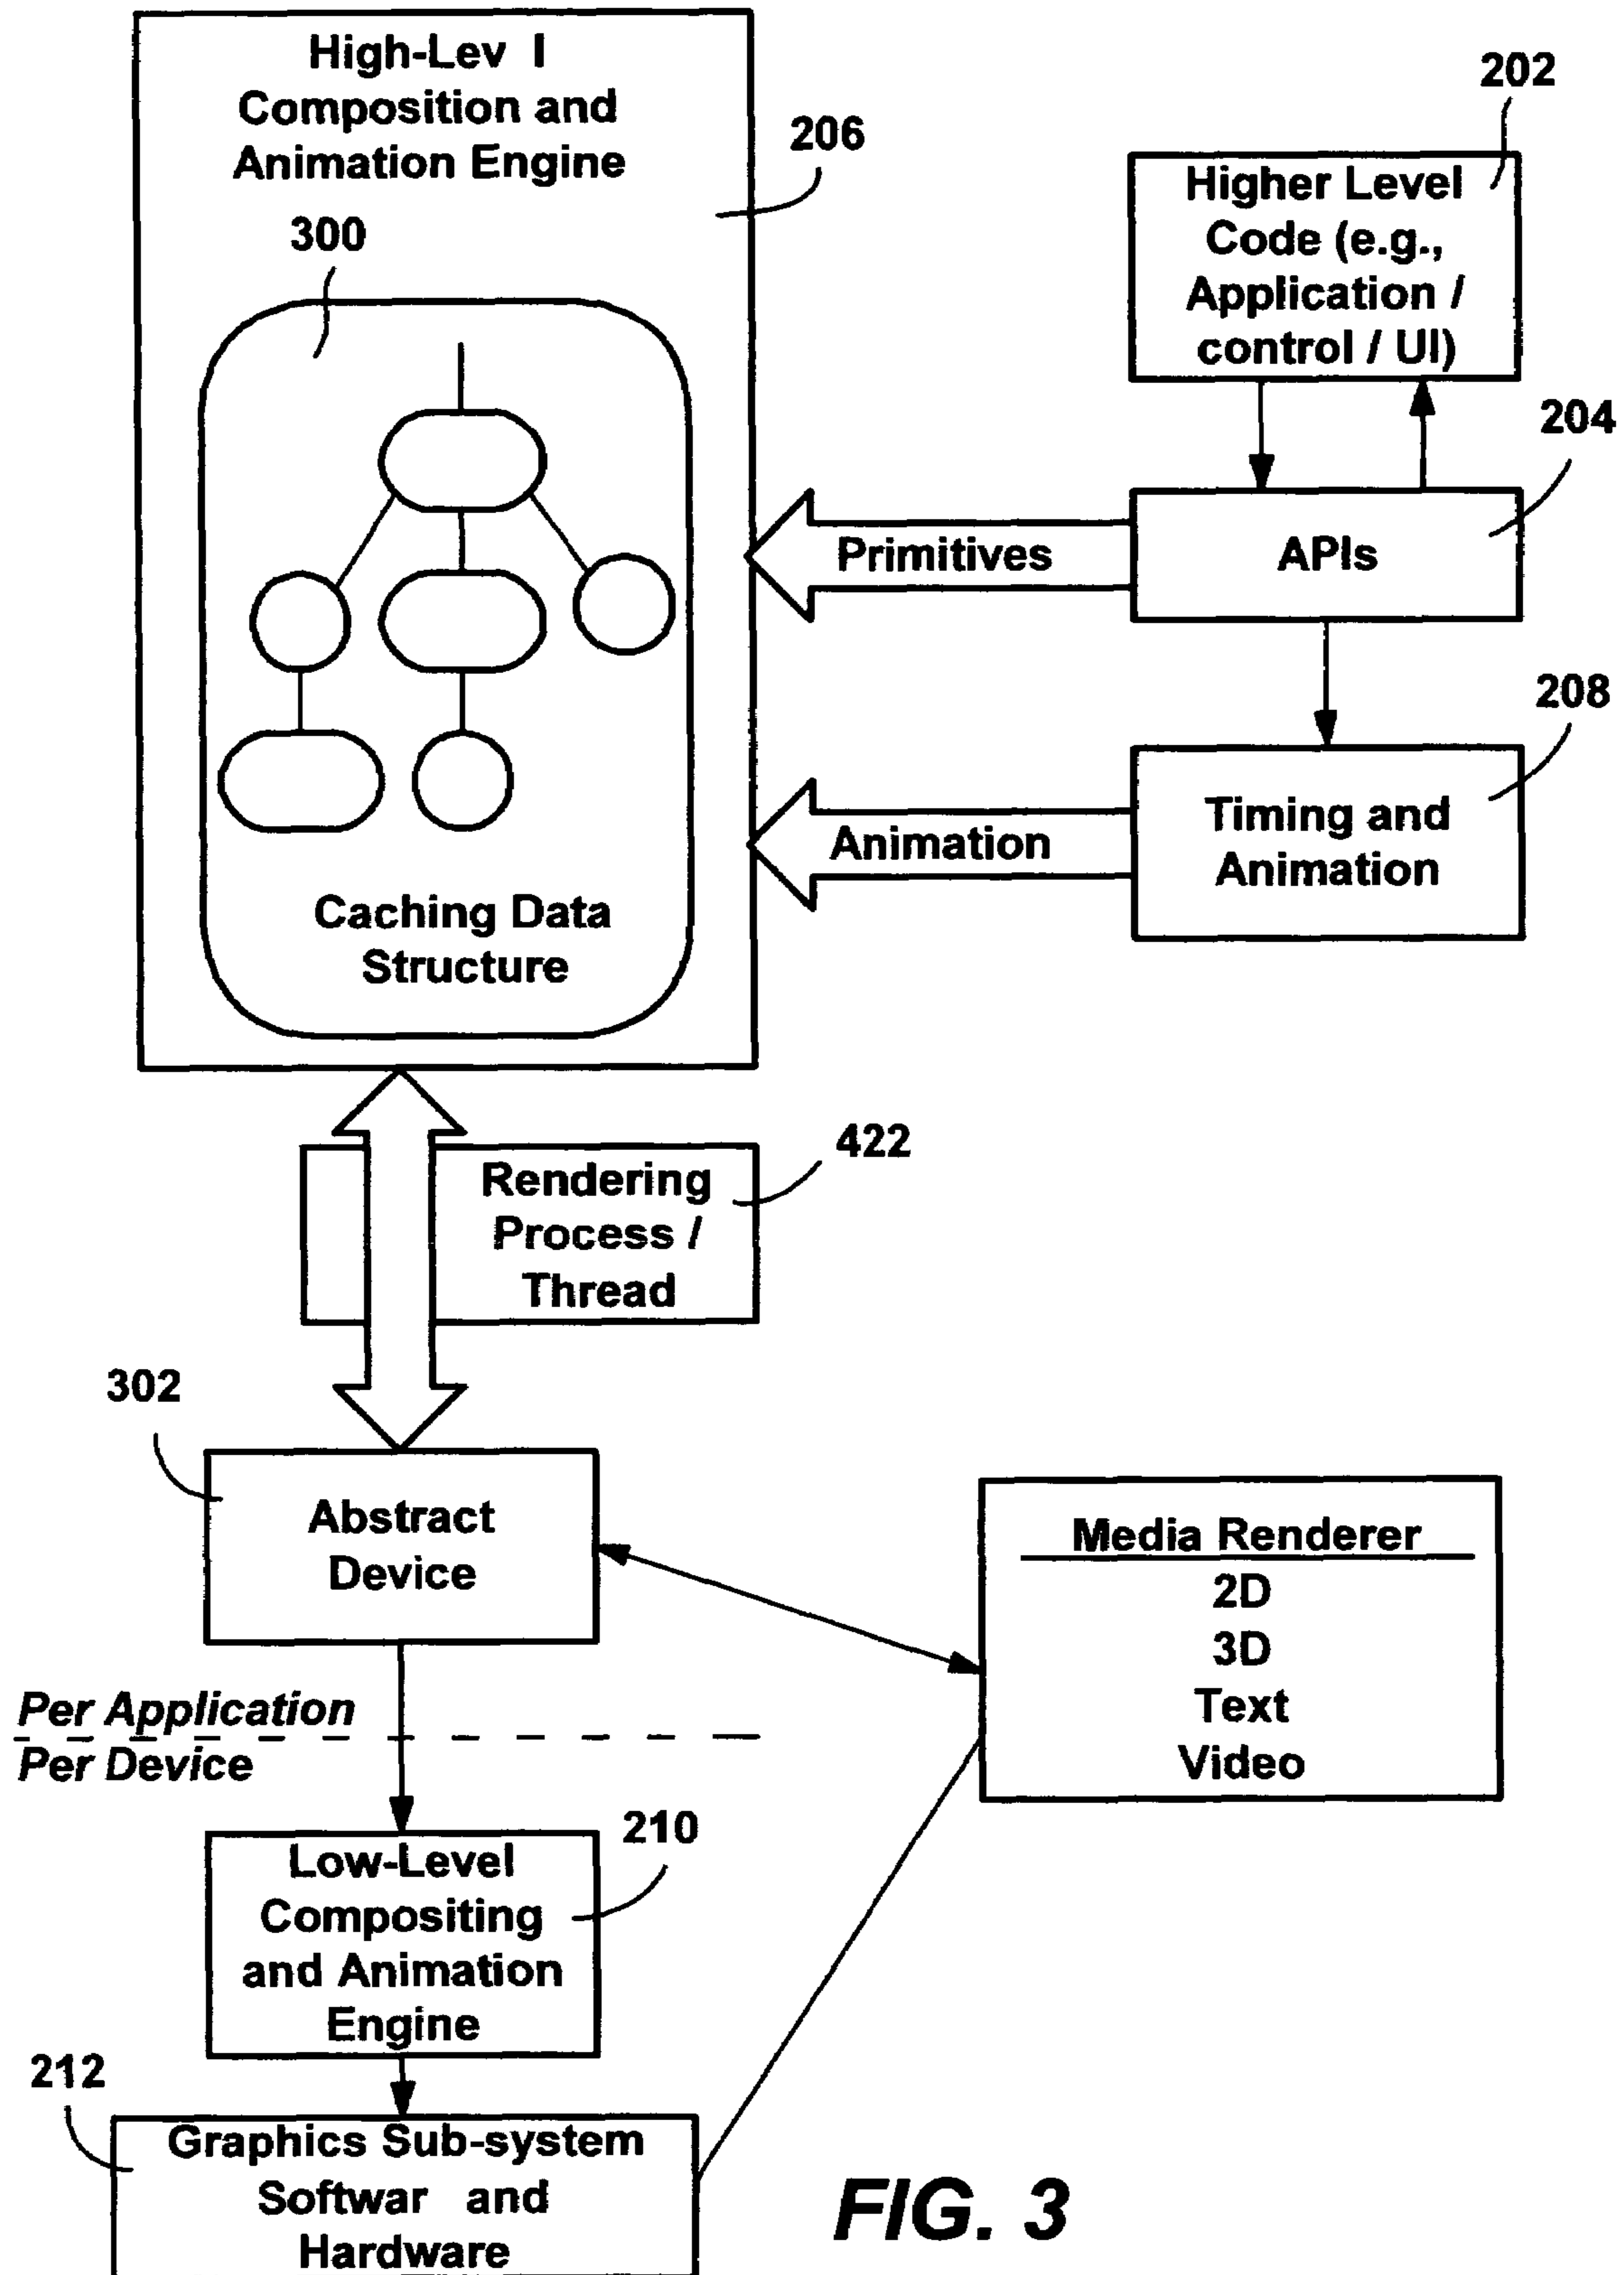 High-Lev l
Composition and
Animation Engine
206
300
Caching Data
Structure
202
Higher Level
Code (e.g.,
Application /
control / UI)
204
APIs
Primitives
208
Timing and
Animation
Animation
422
Rendering
Process /
Thread
302
Abstract
Device
Media Renderer
2D
3D
Text
Video
Per Application
Per Device
210
Low-Level
Compositing
and Animation
Engine
212
Graphics Sub-system
Softwar and
Hardware
FIG. 3